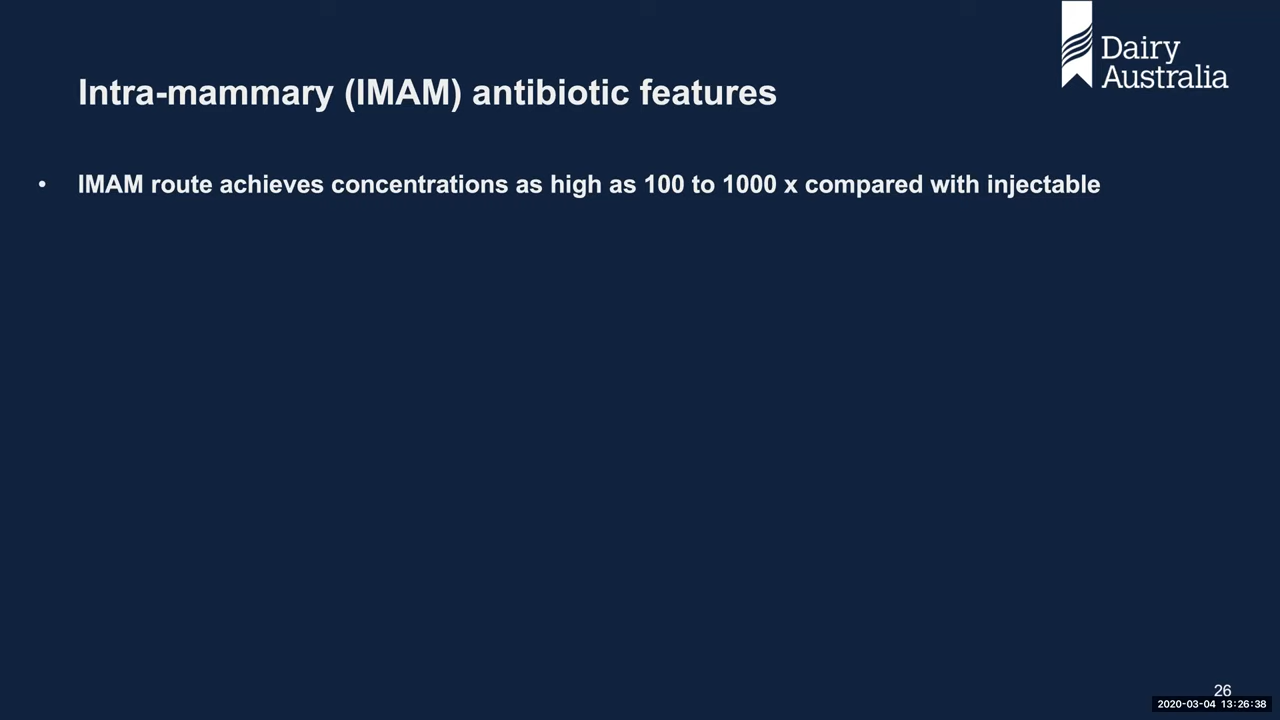 Dairy
Australia
Intra-mammary (IMAM) antibiotic features
• IMAM route achieves concentrations as high as 100 to 1000 x compared with injectable
26
2020-03-04 13:26:38